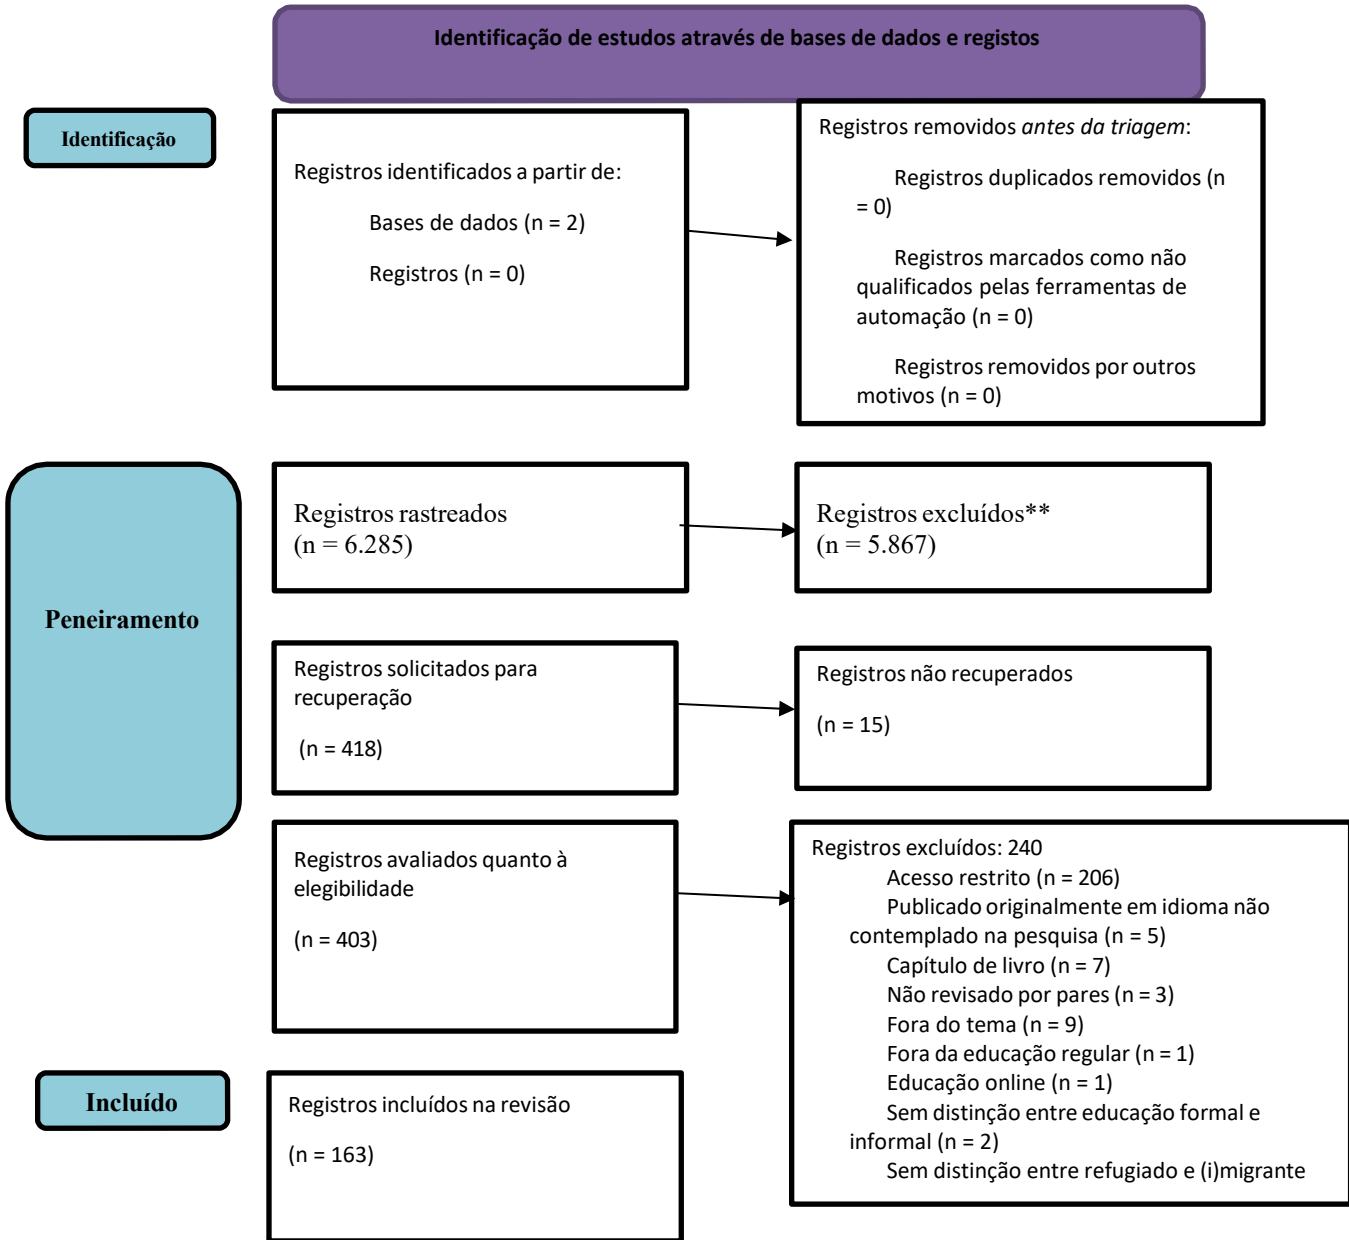 Identificação de estudos através de bases de dados e registos
Identificação
Registros identificados a partir de:
Bases de dados (n = 2)
Registros (n = 0)
Registros removidos antes da triagem:
Registros duplicados removidos (n
= 0)
Registros marcados como não
qualificados pelas ferramentas de
automação (n = 0)
Registros removidos por outros
motivos (n = 0)
Peneiramento
Registros rastreados
(n = 6.285)
Registros excluídos**
(n = 5.867)
Registros solicitados para
recuperação
(n = 418)
Registros não recuperados
(n = 15)
Registros avaliados quanto à
elegibilidade
(n = 403)
Registros excluídos: 240
Acesso restrito (n = 206)
Publicado originalmente em idioma não
contemplado na pesquisa (n = 5)
Capítulo de livro (n = 7)
Não revisado por pares (n = 3)
Fora do tema (n = 9)
Fora da educação regular (n = 1)
Educação online (n = 1)
Sem distinção entre educação formal e
informal (n = 2)
Sem distinção entre refugiado e (i)migrante
Incluído
Registros incluídos na revisão
(n = 163)